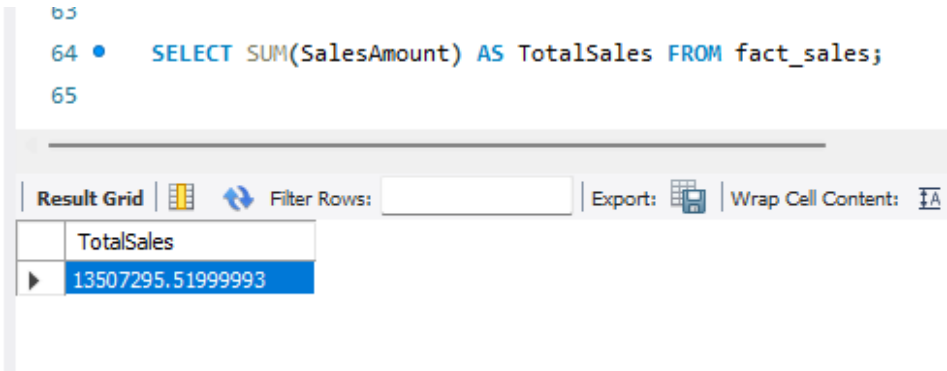 63
64 SELECT SUM(SalesAmount) AS TotalSales FROM fact_sales;
65
Result Grid Filter Rows: Export: Wrap Cell Content: IA
TotalSales
13507295.51999993